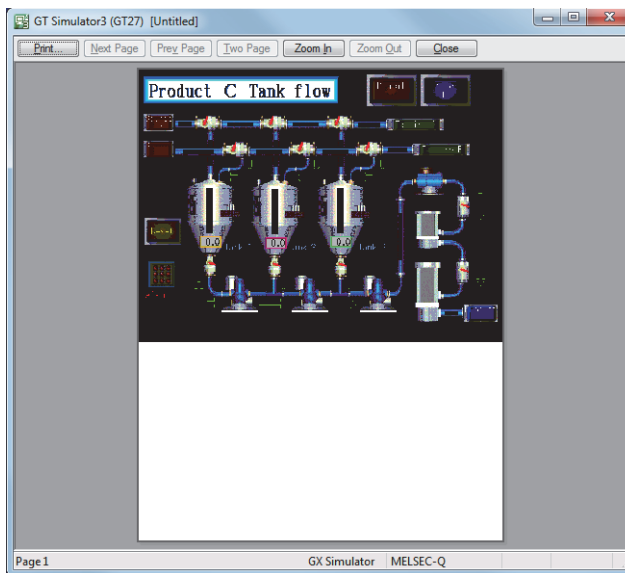 GT Simulator3 (GT27) [Untitled]
Print... Next Page Prev Page Two Page Zoom In Zoom Out Close
Product C Tank flow
0.0 0.0 0.0
Page 1 GX Simulator MELSEC-Q